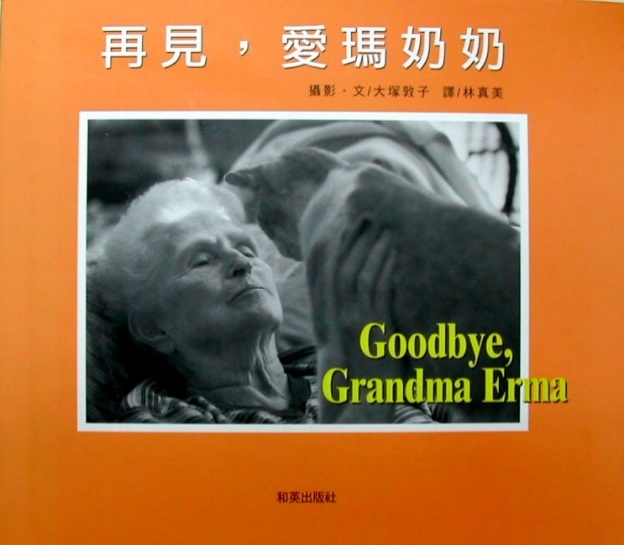 再見，愛瑪奶奶
攝影．文/大塚敦子 譯/林真美
Goodbye,
Grandma Erma
和英出版社